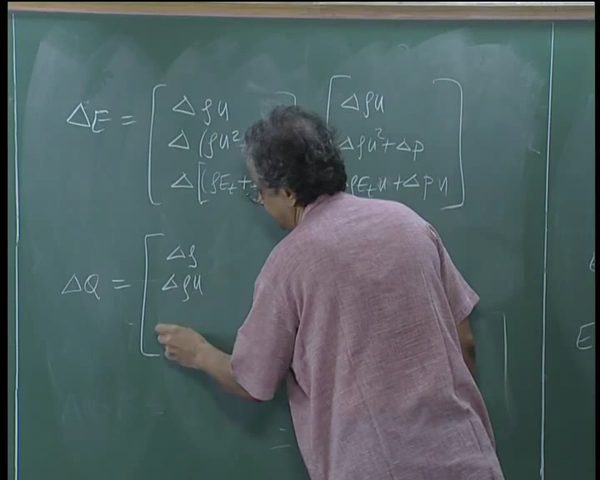 ΔE = [ Δρu [ Δρu ]
Δ(ρu² Δρu² + Δp
Δ[(ρEₜ + ρEₜu + Δpu
ΔQ = [ Δρ
Δρu
=
E